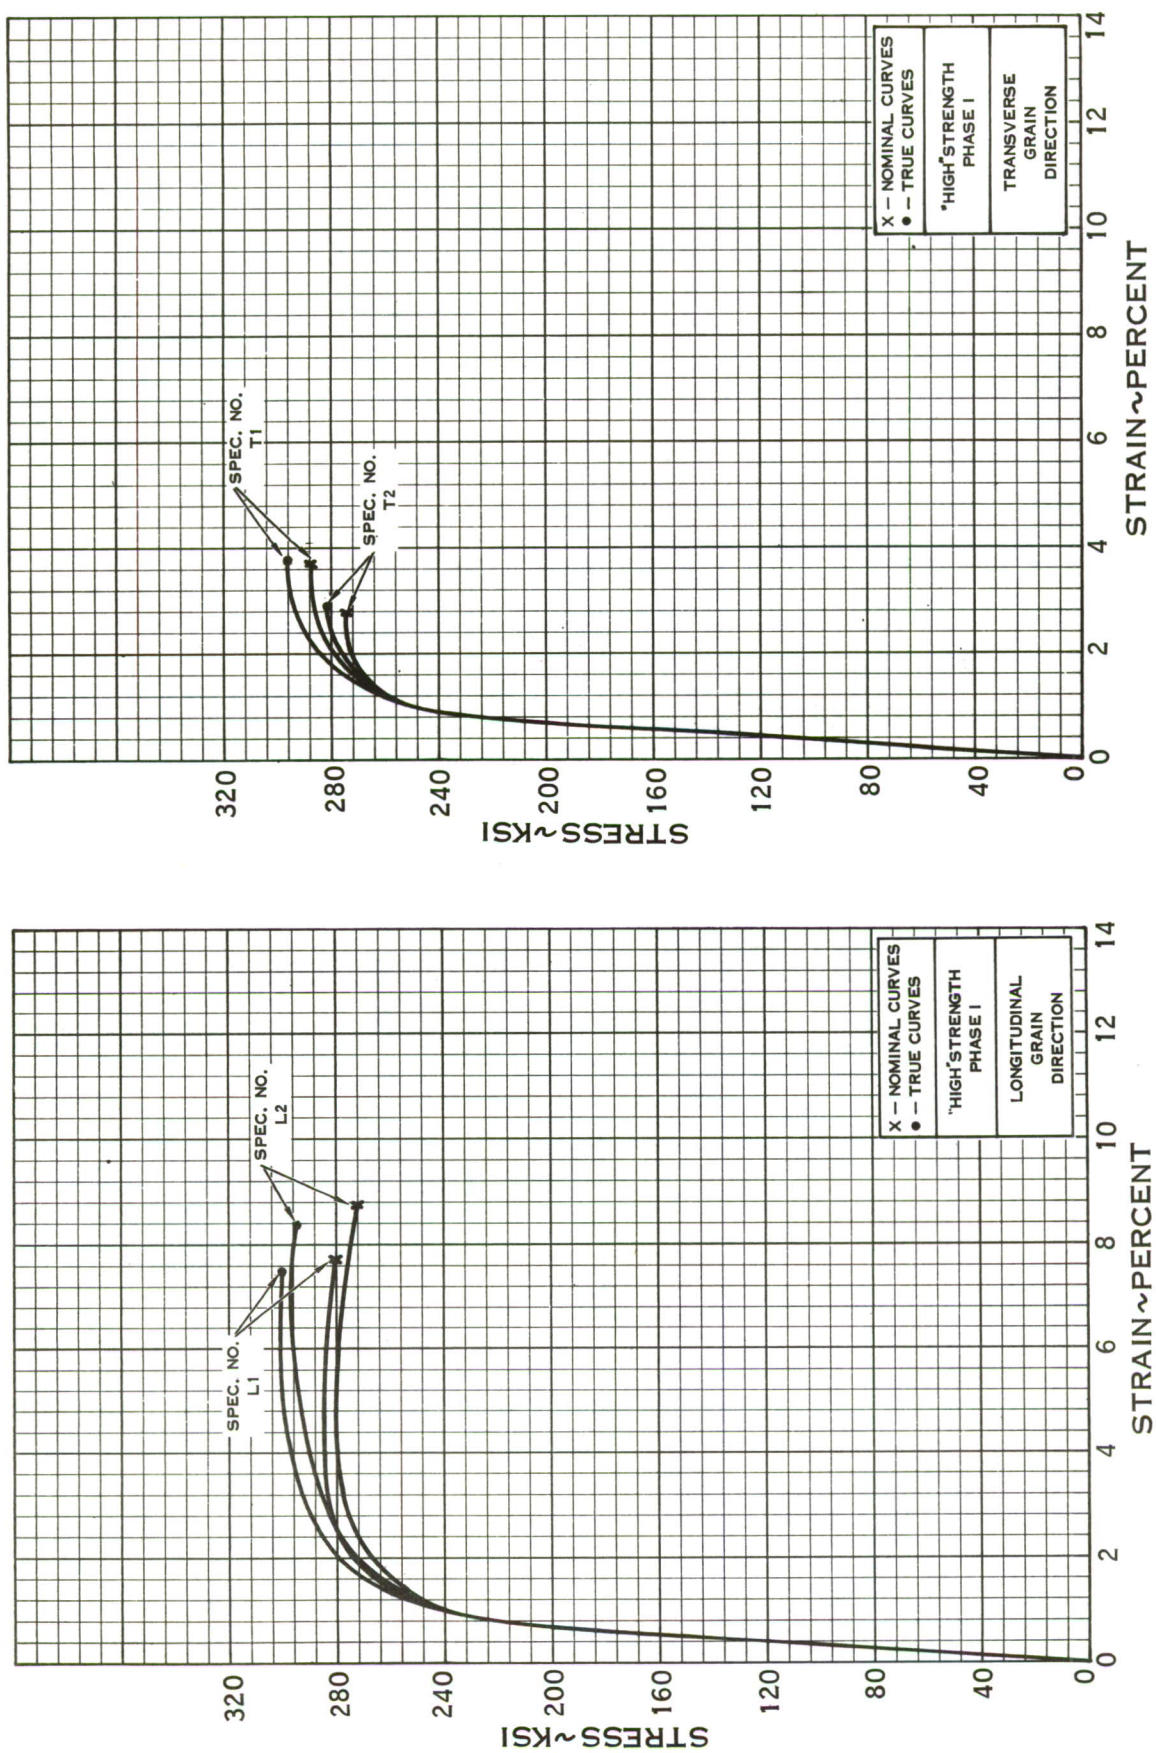 320
280
240
200
160
120
80
40
0
STRESS~KSI
0
2
4
6
8
10
12
14
STRAIN~PERCENT
SPEC. NO.
L1
SPEC. NO.
L2
X – NOMINAL CURVES
● – TRUE CURVES
"HIGH"STRENGTH
PHASE I
LONGITUDINAL
GRAIN
DIRECTION
320
280
240
200
160
120
80
40
0
STRESS~KSI
0
2
4
6
8
10
12
14
STRAIN~PERCENT
SPEC. NO.
T1
SPEC. NO.
T2
X – NOMINAL CURVES
● – TRUE CURVES
"HIGH"STRENGTH
PHASE I
TRANSVERSE
GRAIN
DIRECTION